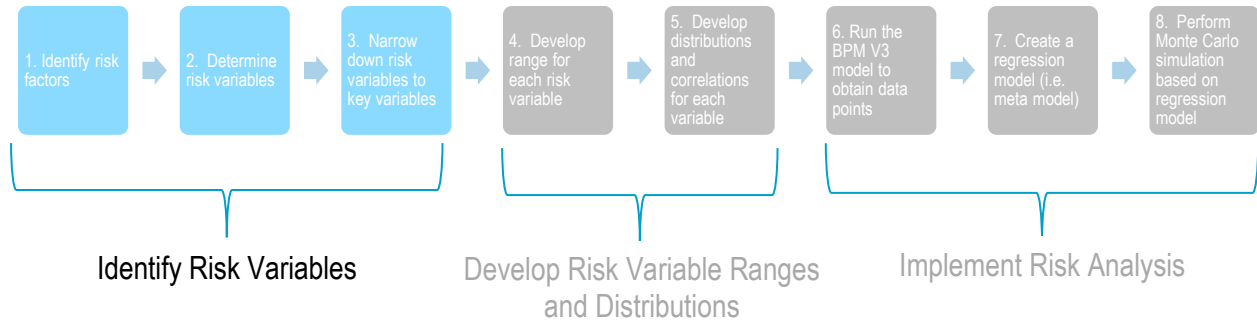 1. Identify risk
factors
2. Determine
risk variables
3. Narrow
down risk
variables to
key variables
4. Develop
range for
each risk
variable
5. Develop
distributions
and
correlations
for each
variable
6. Run the
BPM V3
model to
obtain data
points
7. Create a
regression
model (i.e.
meta model)
8. Perform
Monte Carlo
simulation
based on
regression
model
Identify Risk Variables
Develop Risk Variable Ranges
and Distributions
Implement Risk Analysis